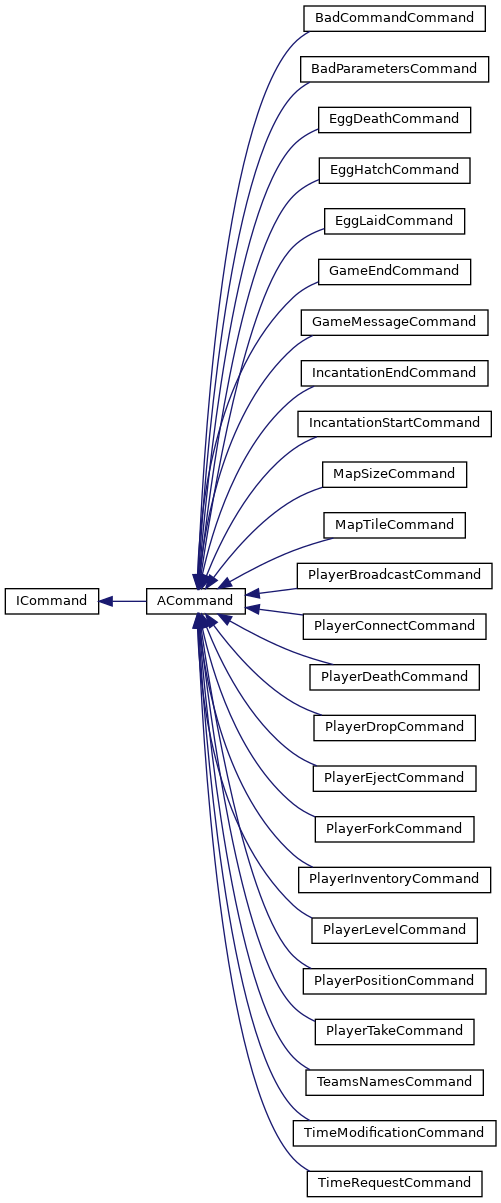 BadCommandCommand
BadParametersCommand
EggDeathCommand
EggHatchCommand
EggLaidCommand
GameEndCommand
GameMessageCommand
IncantationEndCommand
IncantationStartCommand
MapSizeCommand
MapTileCommand
PlayerBroadcastCommand
ICommand
ACommand
PlayerConnectCommand
PlayerDeathCommand
PlayerDropCommand
PlayerEjectCommand
PlayerForkCommand
PlayerInventoryCommand
PlayerLevelCommand
PlayerPositionCommand
PlayerTakeCommand
TeamsNamesCommand
TimeModificationCommand
TimeRequestCommand